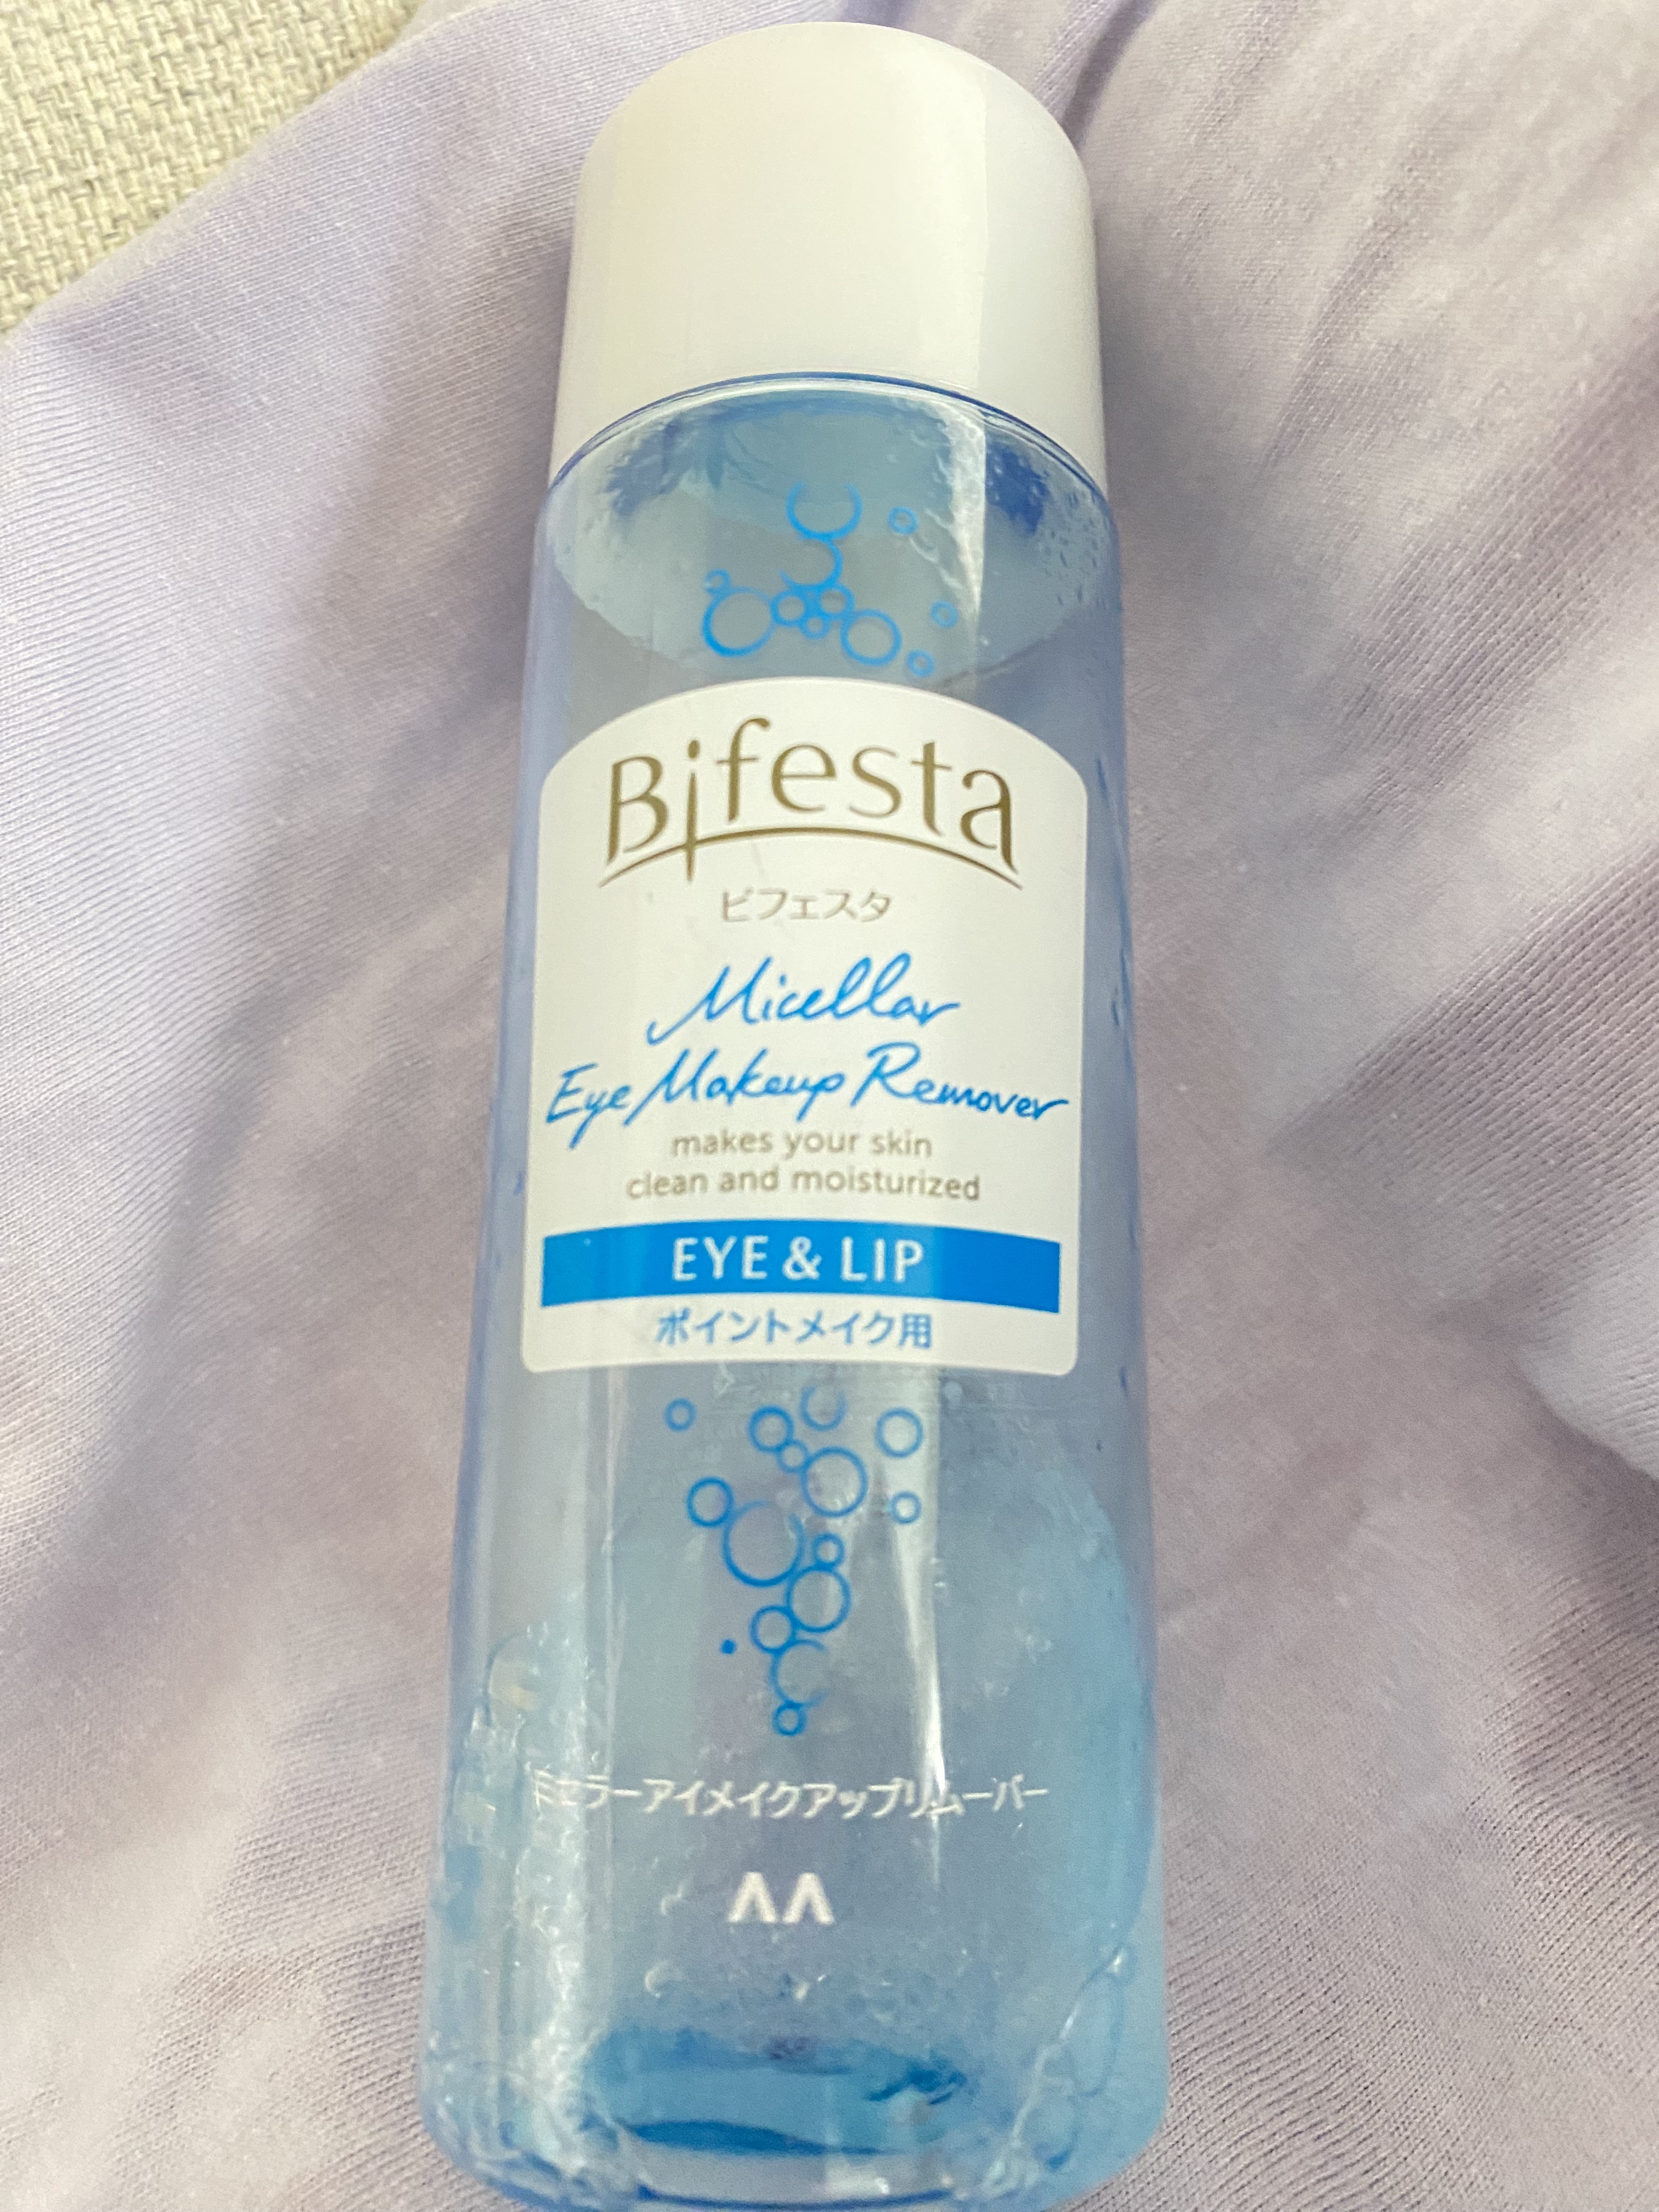 Bifesta
ビフェスタ
Micellar
Eye Makeup Remover
makes your skin
clean and moisturized
EYE & LIP
ポイントメイク用
ミセラーアイメイクアップリムーバー